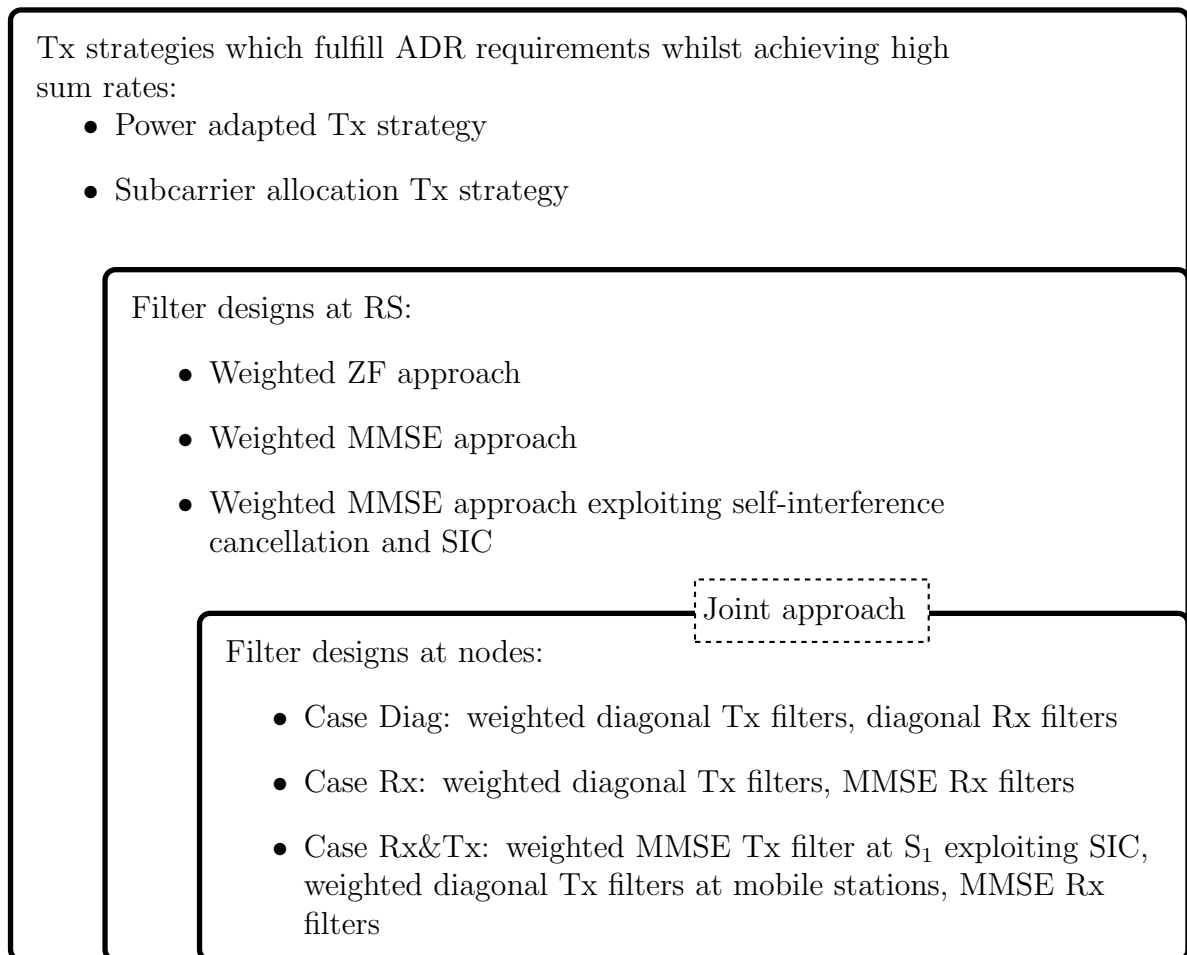 Tx strategies which fulfill ADR requirements whilst achieving high
sum rates:
• Power adapted Tx strategy
• Subcarrier allocation Tx strategy
Filter designs at RS:
• Weighted ZF approach
• Weighted MMSE approach
• Weighted MMSE approach exploiting self-interference
cancellation and SIC
Joint approach
Filter designs at nodes:
• Case Diag: weighted diagonal Tx filters, diagonal Rx filters
• Case Rx: weighted diagonal Tx filters, MMSE Rx filters
• Case Rx&Tx: weighted MMSE Tx filter at S₁ exploiting SIC,
weighted diagonal Tx filters at mobile stations, MMSE Rx
filters